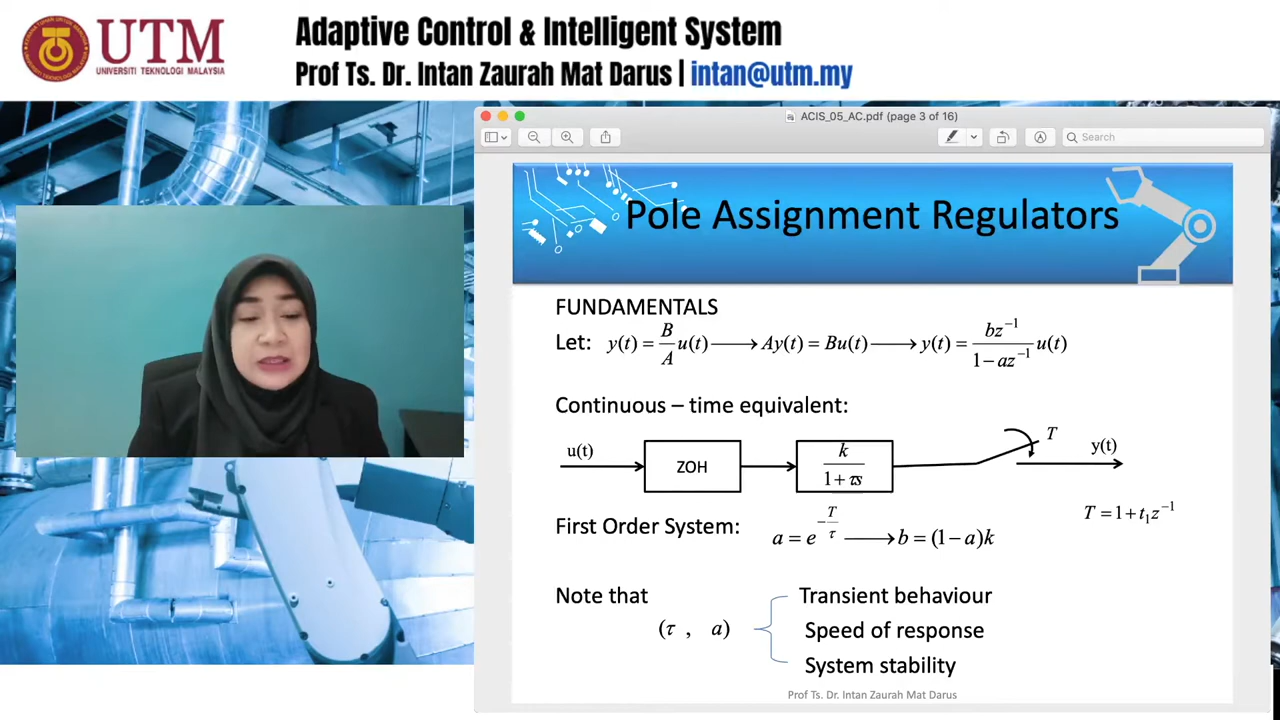 UTM
UNIVERSITI TEKNOLOGI MALAYSIA
Adaptive Control & Intelligent System
Prof Ts. Dr. Intan Zaurah Mat Darus | intan@utm.my
ACIS_05_AC.pdf (page 3 of 16)
Search
Pole Assignment Regulators
FUNDAMENTALS
Let: y(t) = B/A u(t) ⟶ Ay(t) = Bu(t) ⟶ y(t) = bz⁻¹/(1 − az⁻¹) u(t)
Continuous – time equivalent:
u(t)
ZOH
k/(1 + τs)
T
y(t)
T = 1 + t₁z⁻¹
First Order System: a = e^(−T/τ) ⟶ b = (1 − a)k
Note that
(τ , a)
Transient behaviour
Speed of response
System stability
Prof Ts. Dr. Intan Zaurah Mat Darus